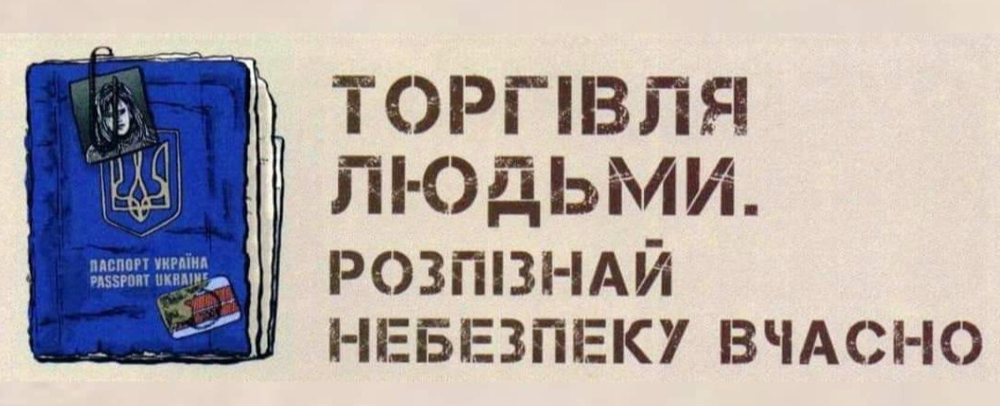 ТОРГІВЛЯ
ЛЮДЬМИ.
РОЗПІЗНАЙ
НЕБЕЗПЕКУ ВЧАСНО
ПАСПОРТ УКРАЇНА
PASSPORT UKRAINE